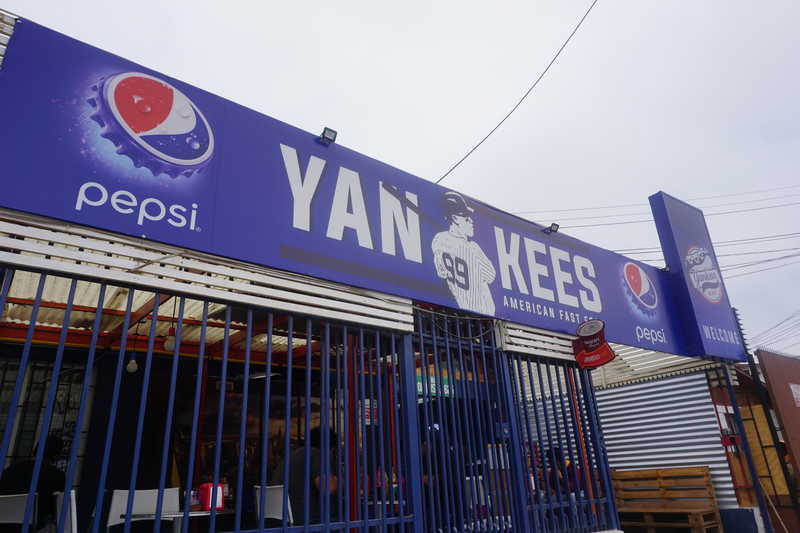 pepsi
YAN
99
KEES
AMERICAN FAST
pepsi
WELCOME